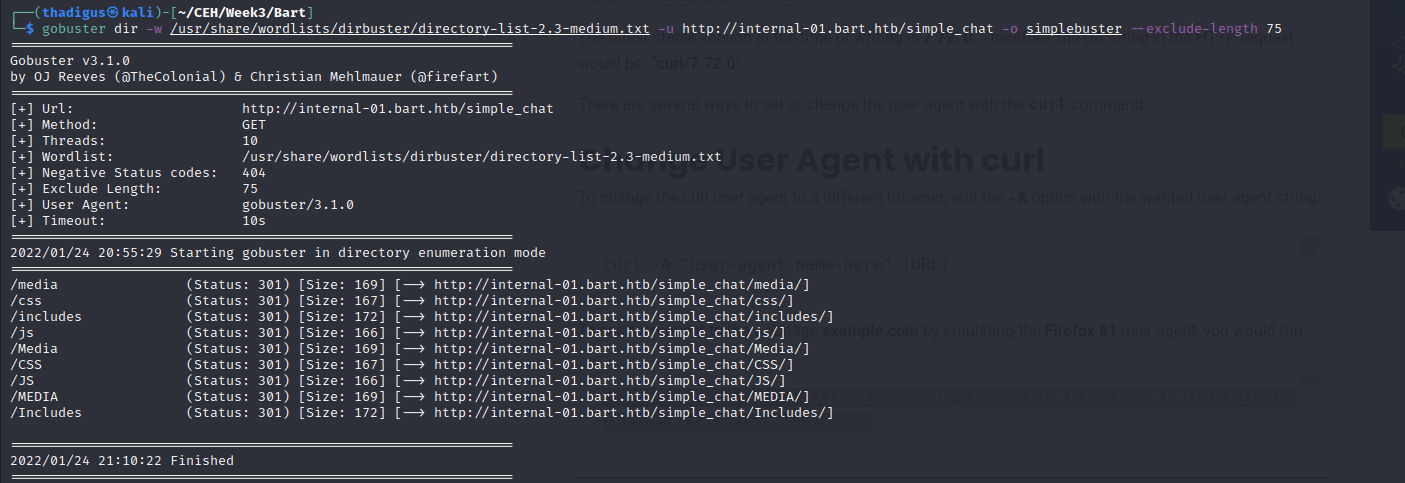 ┌──(thadigus㉿kali)-[~/CEH/Week3/Bart]
└─$ gobuster dir -w /usr/share/wordlists/dirbuster/directory-list-2.3-medium.txt -u http://internal-01.bart.htb/simple_chat -o simplebuster --exclude-length 75
===============================================================
Gobuster v3.1.0
by OJ Reeves (@TheColonial) & Christian Mehlmauer (@firefart)
===============================================================
[+] Url: http://internal-01.bart.htb/simple_chat
[+] Method: GET
[+] Threads: 10
[+] Wordlist: /usr/share/wordlists/dirbuster/directory-list-2.3-medium.txt
[+] Negative Status codes: 404
[+] Exclude Length: 75
[+] User Agent: gobuster/3.1.0
[+] Timeout: 10s
===============================================================
2022/01/24 20:55:29 Starting gobuster in directory enumeration mode
===============================================================
/media (Status: 301) [Size: 169] [--> http://internal-01.bart.htb/simple_chat/media/]
/css (Status: 301) [Size: 167] [--> http://internal-01.bart.htb/simple_chat/css/]
/includes (Status: 301) [Size: 172] [--> http://internal-01.bart.htb/simple_chat/includes/]
/js (Status: 301) [Size: 166] [--> http://internal-01.bart.htb/simple_chat/js/]
/Media (Status: 301) [Size: 169] [--> http://internal-01.bart.htb/simple_chat/Media/]
/CSS (Status: 301) [Size: 167] [--> http://internal-01.bart.htb/simple_chat/CSS/]
/JS (Status: 301) [Size: 166] [--> http://internal-01.bart.htb/simple_chat/JS/]
/MEDIA (Status: 301) [Size: 169] [--> http://internal-01.bart.htb/simple_chat/MEDIA/]
/Includes (Status: 301) [Size: 172] [--> http://internal-01.bart.htb/simple_chat/Includes/]
===============================================================
2022/01/24 21:10:22 Finished
===============================================================
would be: "curl/7.72.0".
There are several ways to set or change the user agent with the curl command.
Change User Agent with curl
To change the curl user agent to a different browser, add the -A option with the wanted user agent string:
curl -A "user-agent-name-here" [URL]
page example.com by emulating the Firefox 81 user agent, you would run: